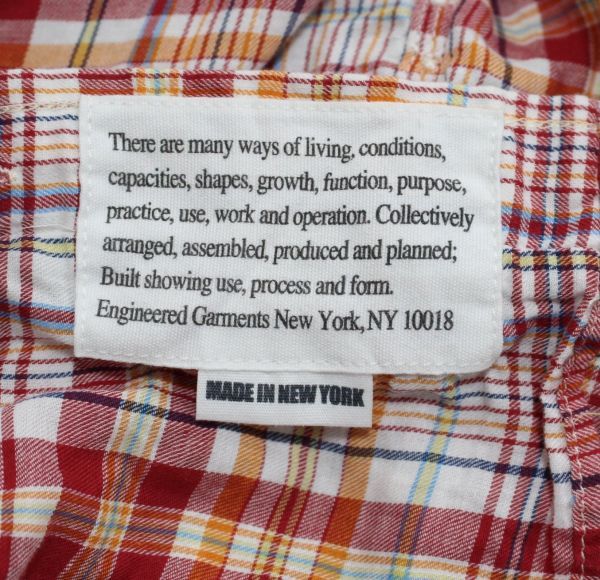 There are many ways of living, conditions,
capacities, shapes, growth, function, purpose,
practice, use, work and operation. Collectively
arranged, assembled, produced and planned;
Built showing use, process and form.
Engineered Garments New York, NY 10018
MADE IN NEW YORK